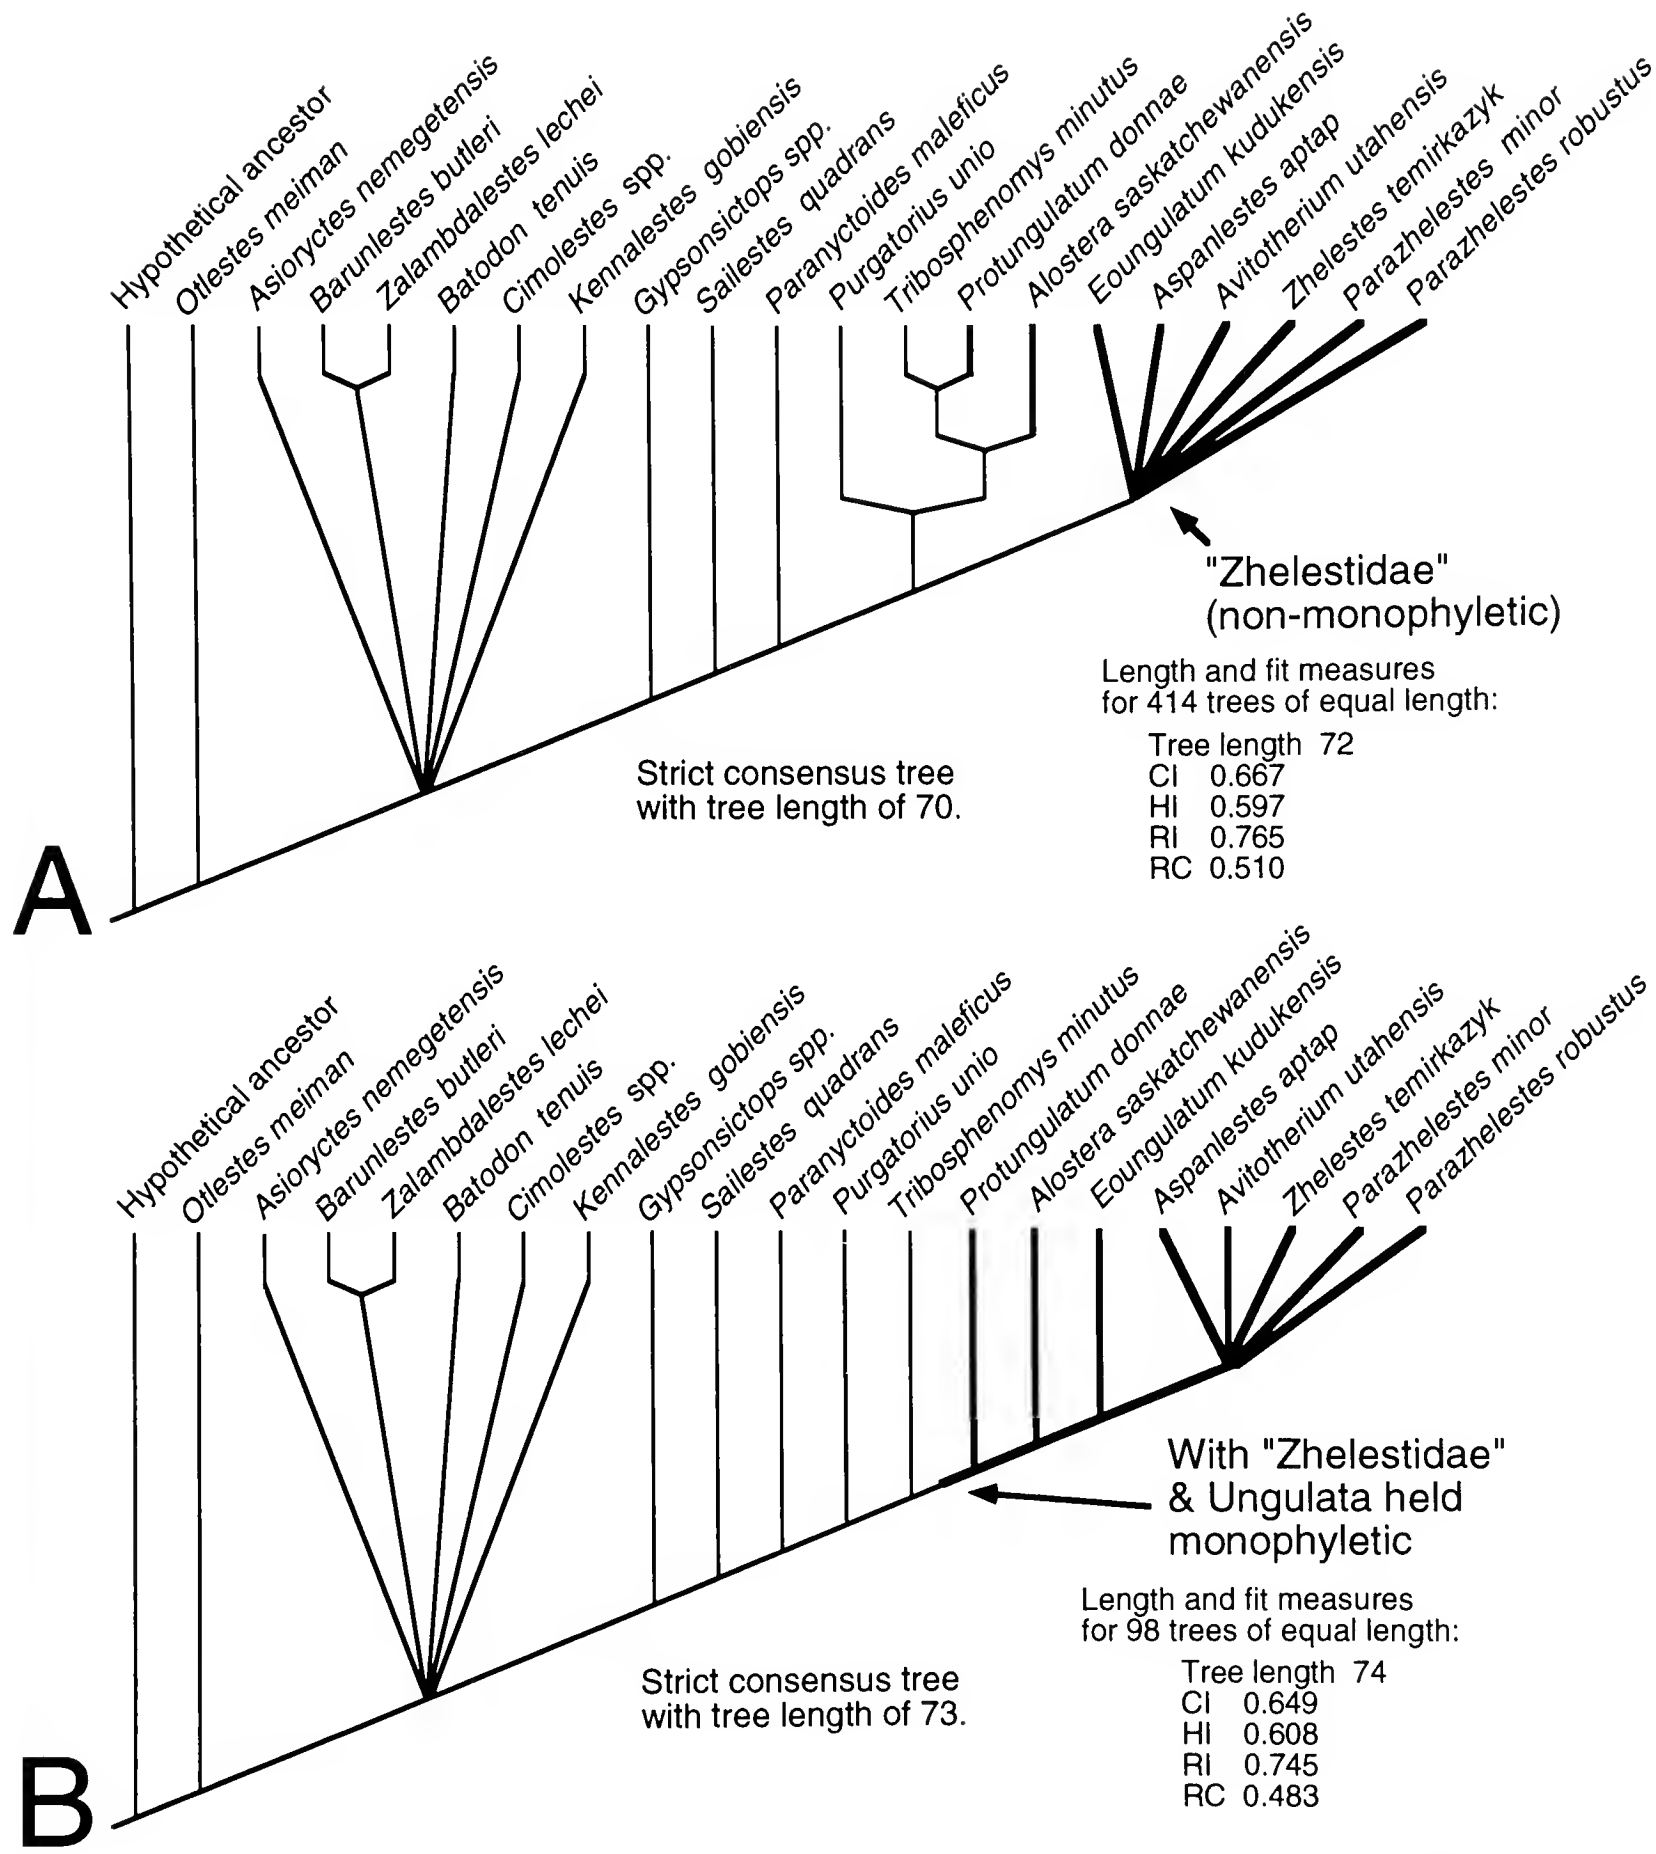 Hypothetical ancestor
Otlestes meiman
Asioryctes nemegetensis
Barunlestes butleri
Zalambdalestes lechei
Batodon tenuis
Cimolestes spp.
Kennalestes gobiensis
Gypsonsictops spp.
Sailestes quadrans
Paranyctoides maleficus
Purgatorius unio
Tribosphenomys minutus
Protungulatum donnae
Alostera saskatchewanensis
Eoungulatum kudukensis
Aspanlestes aptap
Avitotherium utahensis
Zhelestes temirkazyk
Parazhelestes minor
Parazhelestes robustus
"Zhelestidae"
(non-monophyletic)
Length and fit measures
for 414 trees of equal length:
Tree length 72
CI 0.667
HI 0.597
RI 0.765
RC 0.510
Strict consensus tree
with tree length of 70.
A
Hypothetical ancestor
Otlestes meiman
Asioryctes nemegetensis
Barunlestes butleri
Zalambdalestes lechei
Batodon tenuis
Cimolestes spp.
Kennalestes gobiensis
Gypsonsictops spp.
Sailestes quadrans
Paranyctoides maleficus
Purgatorius unio
Tribosphenomys minutus
Protungulatum donnae
Alostera saskatchewanensis
Eoungulatum kudukensis
Aspanlestes aptap
Avitotherium utahensis
Zhelestes temirkazyk
Parazhelestes minor
Parazhelestes robustus
With "Zhelestidae"
& Ungulata held
monophyletic
Length and fit measures
for 98 trees of equal length:
Tree length 74
CI 0.649
HI 0.608
RI 0.745
RC 0.483
Strict consensus tree
with tree length of 73.
B